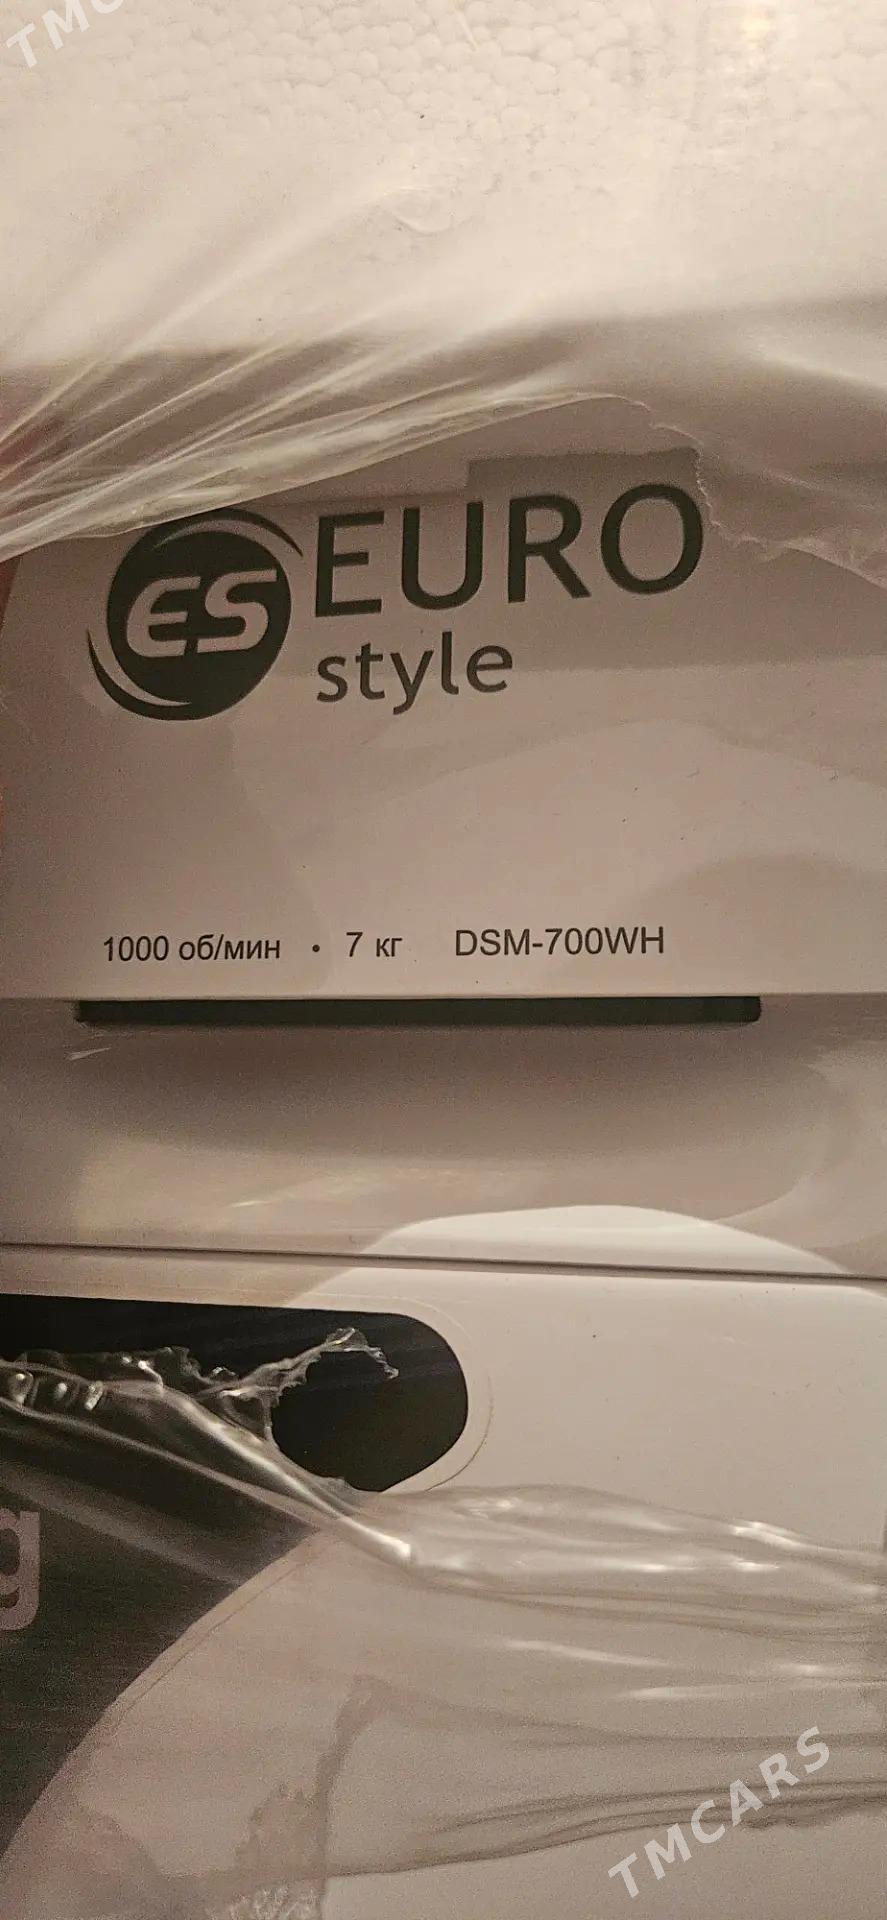 TMC
ES EURO
style
1000 об/мин • 7 кг DSM-700WH
g
TMCARS